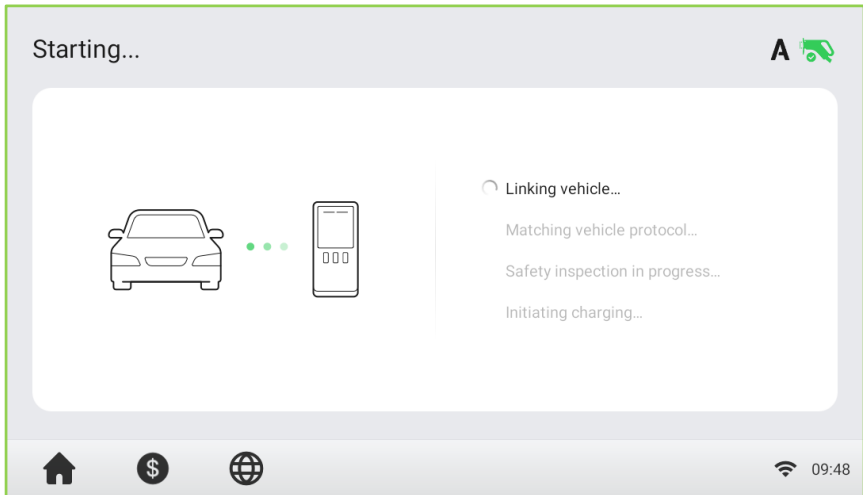 Starting...
A
Linking vehicle…
Matching vehicle protocol…
Safety inspection in progress…
Initiating charging…
$
09:48